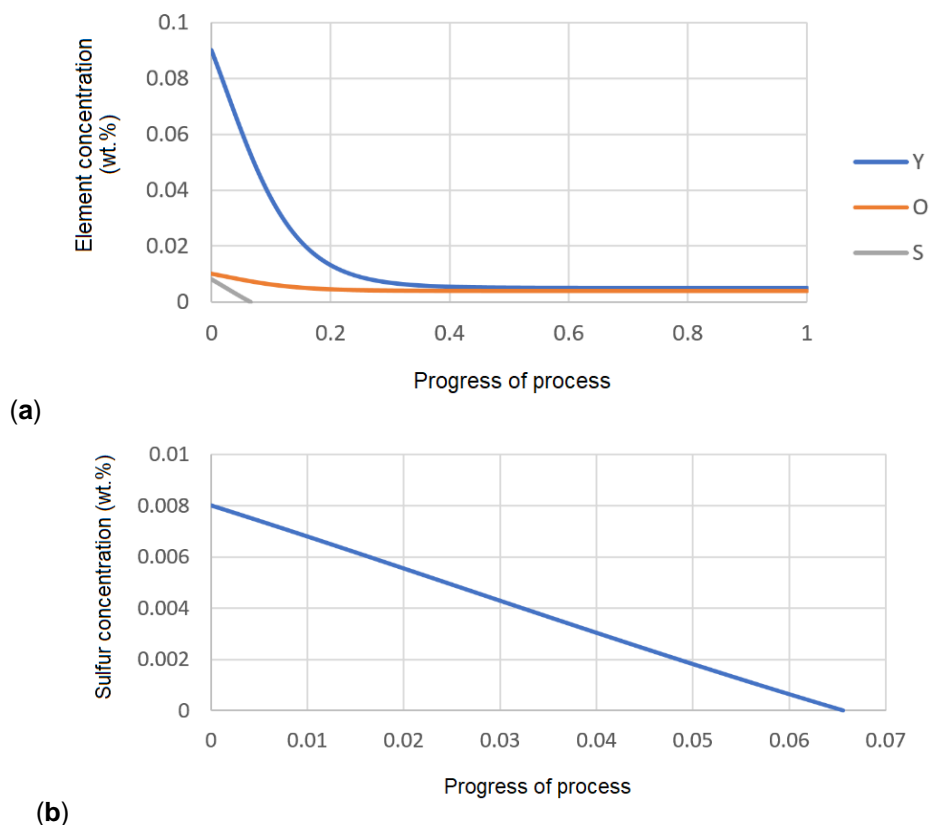 0.1
0.08
0.06
0.04
0.02
0
Element concentration
(wt.%)
0 0.2 0.4 0.6 0.8 1
Progress of process
Y
O
S
(a)
0.01
0.008
0.006
0.004
0.002
0
Sulfur concentration (wt.%)
0 0.01 0.02 0.03 0.04 0.05 0.06 0.07
Progress of process
(b)